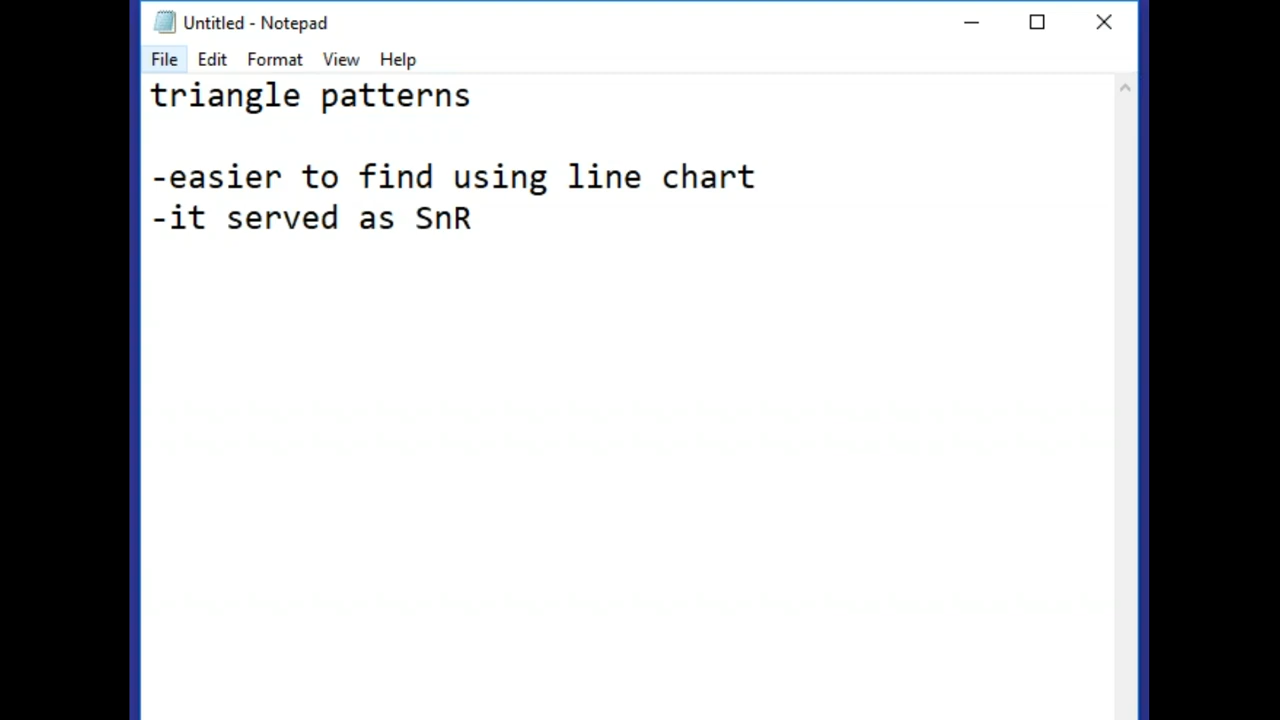 Untitled - Notepad
File Edit Format View Help
triangle patterns
-easier to find using line chart
-it served as SnR